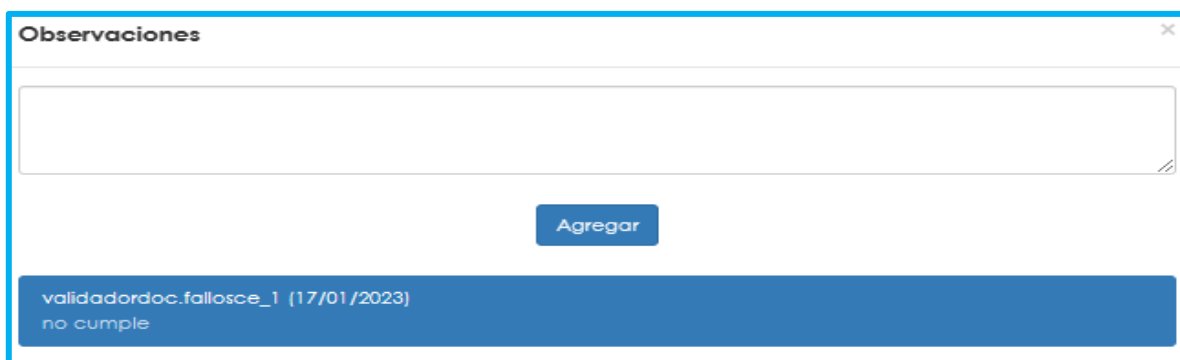 Observaciones
×
Agregar
validadordoc.fallosce_1 (17/01/2023)
no cumple